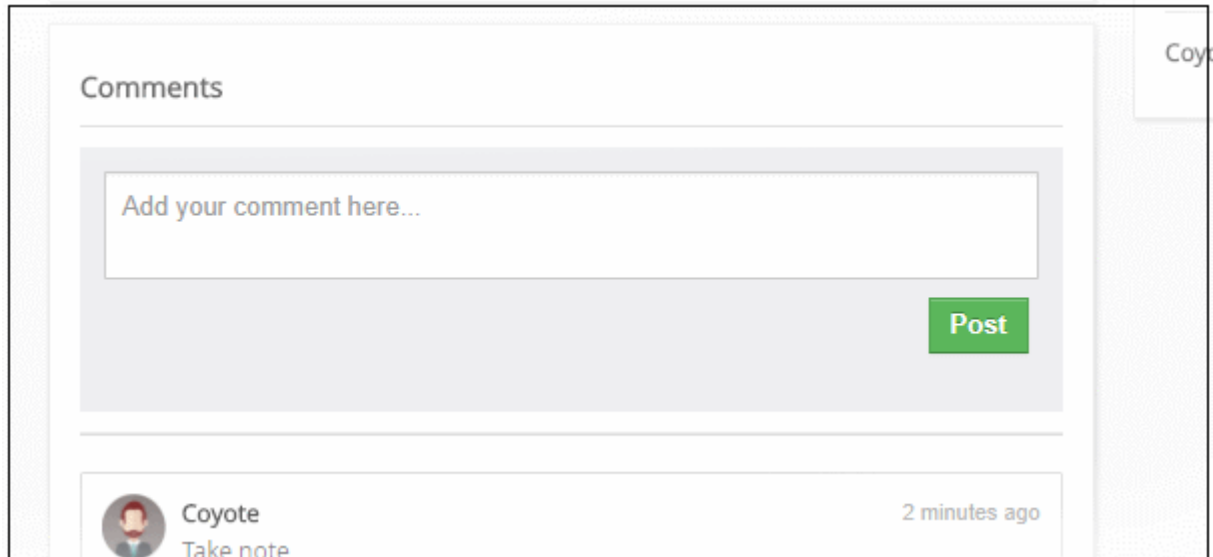 Comments
Add your comment here...
Post
Coyote
2 minutes ago
Take note